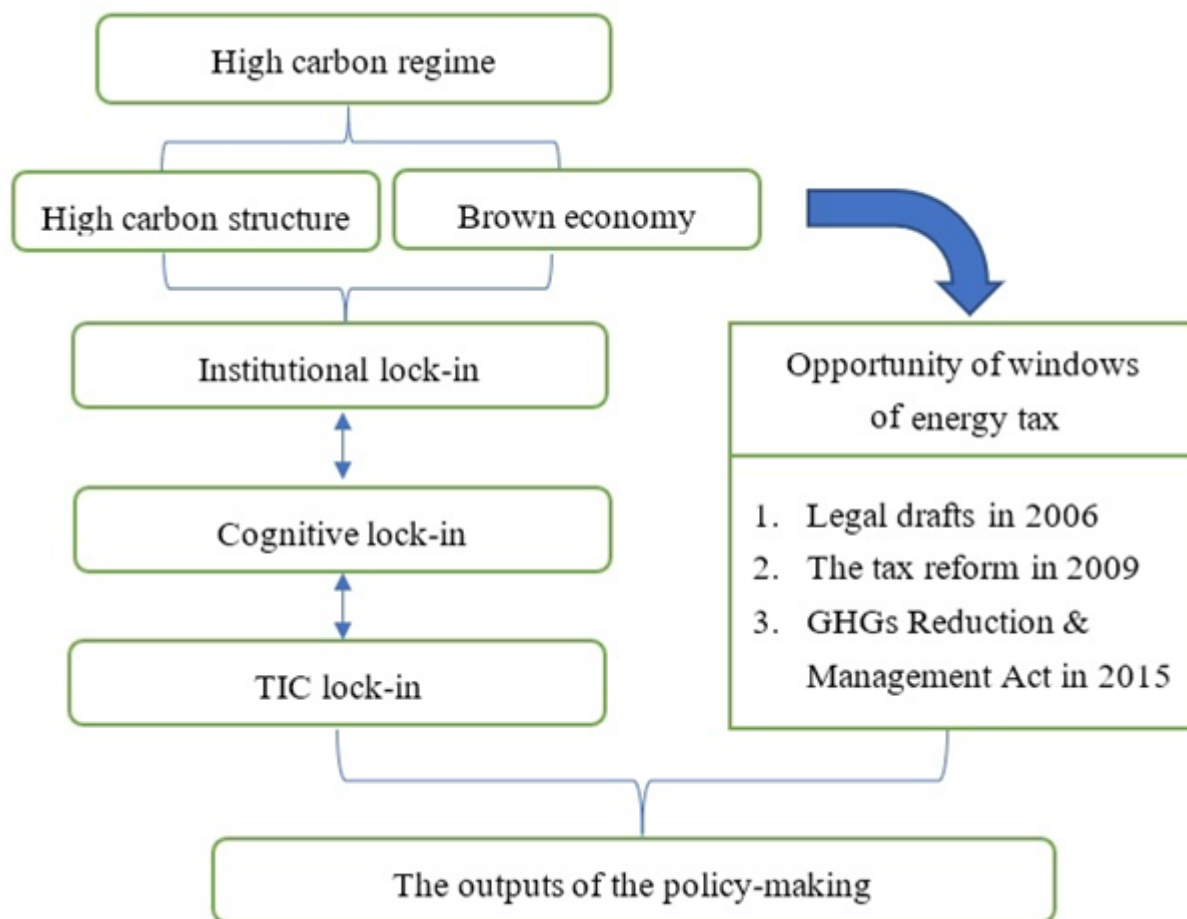 High carbon regime
High carbon structure
Brown economy
Institutional lock-in
Cognitive lock-in
TIC lock-in
Opportunity of windows
of energy tax
1. Legal drafts in 2006
2. The tax reform in 2009
3. GHGs Reduction &
Management Act in 2015
The outputs of the policy-making